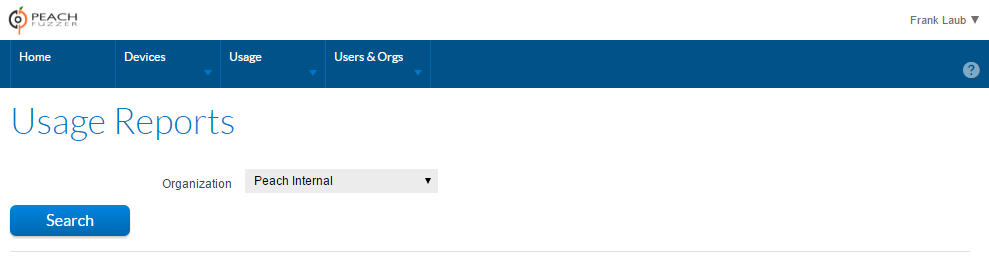 PEACH
FUZZER
Frank Laub ▼
Home
Devices
Usage
Users & Orgs
?
Usage Reports
Organization
Peach Internal
Search